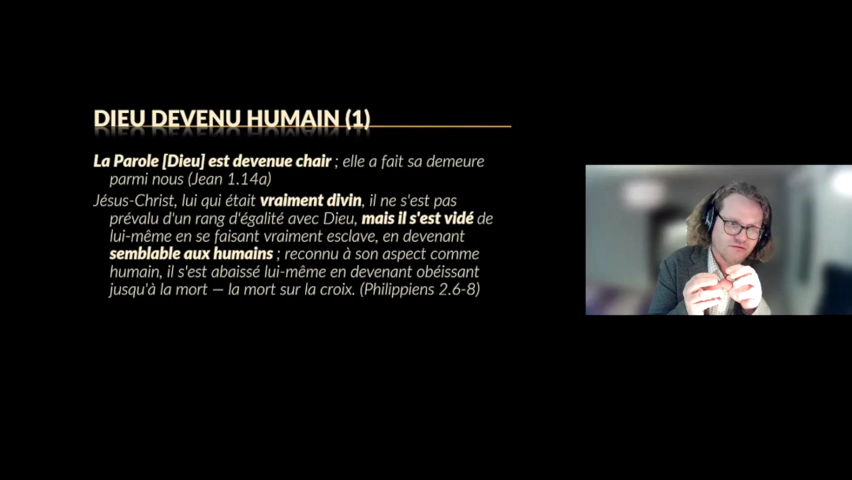 DIEU DEVENU HUMAIN (1)
La Parole [Dieu] est devenue chair ; elle a fait sa demeure
parmi nous (Jean 1.14a)
Jésus-Christ, lui qui était vraiment divin, il ne s'est pas
prévalu d'un rang d'égalité avec Dieu, mais il s'est vidé de
lui-même en se faisant vraiment esclave, en devenant
semblable aux humains ; reconnu à son aspect comme
humain, il s'est abaissé lui-même en devenant obéissant
jusqu'à la mort — la mort sur la croix. (Philippiens 2.6-8)